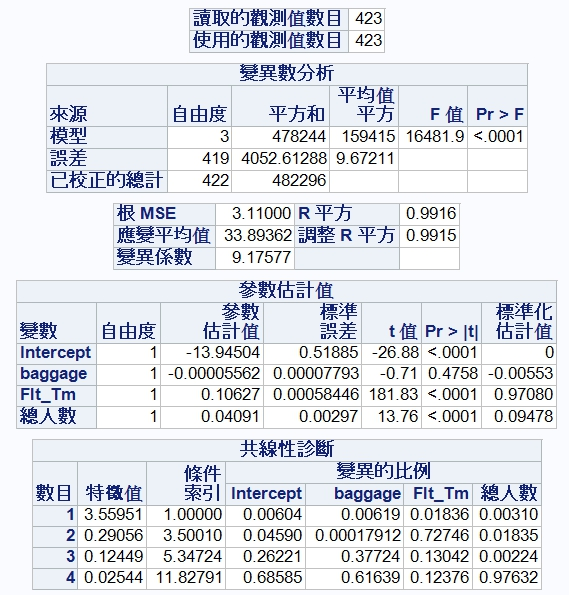 讀取的觀測值數目 423
使用的觀測值數目 423
變異數分析
來源 自由度 平方和 平均值平方 F 值 Pr > F
模型 3 478244 159415 16481.9 <.0001
誤差 419 4052.61288 9.67211
已校正的總計 422 482296
根 MSE 3.11000 R 平方 0.9916
應變平均值 33.89362 調整 R 平方 0.9915
變異係數 9.17577
參數估計值
變數 自由度 參數估計值 標準誤差 t 值 Pr > |t| 標準化估計值
Intercept 1 -13.94504 0.51885 -26.88 <.0001 0
baggage 1 -0.00005562 0.00007793 -0.71 0.4758 -0.00553
Flt_Tm 1 0.10627 0.00058446 181.83 <.0001 0.97080
總人數 1 0.04091 0.00297 13.76 <.0001 0.09478
共線性診斷
數目 特徵值 條件索引 變異的比例
Intercept baggage Flt_Tm 總人數
1 3.55951 1.00000 0.00604 0.00619 0.01836 0.00310
2 0.29056 3.50010 0.04590 0.00017912 0.72746 0.01835
3 0.12449 5.34724 0.26221 0.37724 0.13042 0.00224
4 0.02544 11.82791 0.68585 0.61639 0.12376 0.97632